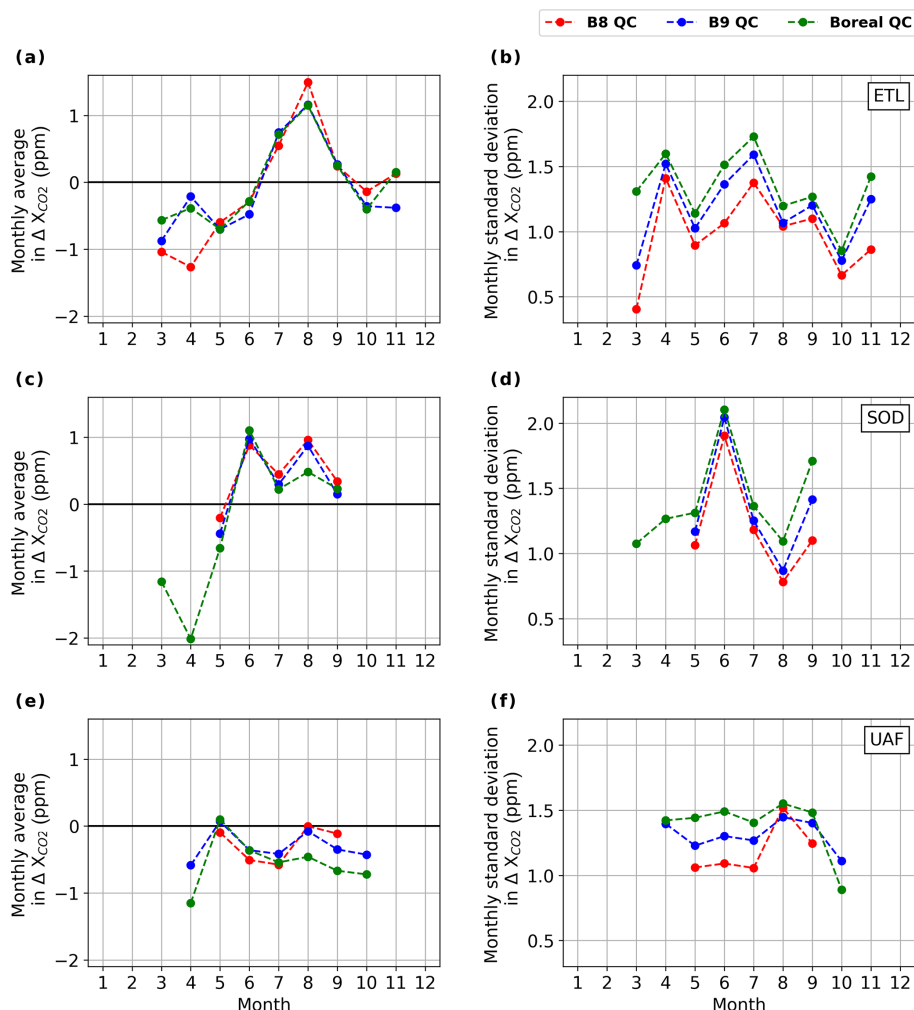 B8 QC B9 QC Boreal QC
(a) (b)
Monthly average
in Δ X_CO2 (ppm)
1
0
−1
−2
1 2 3 4 5 6 7 8 9 10 11 12
Monthly standard deviation
in Δ X_CO2 (ppm)
2.0
1.5
1.0
0.5
1 2 3 4 5 6 7 8 9 10 11 12
ETL
(c) (d)
Monthly average
in Δ X_CO2 (ppm)
1
0
−1
−2
1 2 3 4 5 6 7 8 9 10 11 12
Monthly standard deviation
in Δ X_CO2 (ppm)
2.0
1.5
1.0
0.5
1 2 3 4 5 6 7 8 9 10 11 12
SOD
(e) (f)
Monthly average
in Δ X_CO2 (ppm)
1
0
−1
−2
1 2 3 4 5 6 7 8 9 10 11 12
Month
Monthly standard deviation
in Δ X_CO2 (ppm)
2.0
1.5
1.0
0.5
1 2 3 4 5 6 7 8 9 10 11 12
Month
UAF